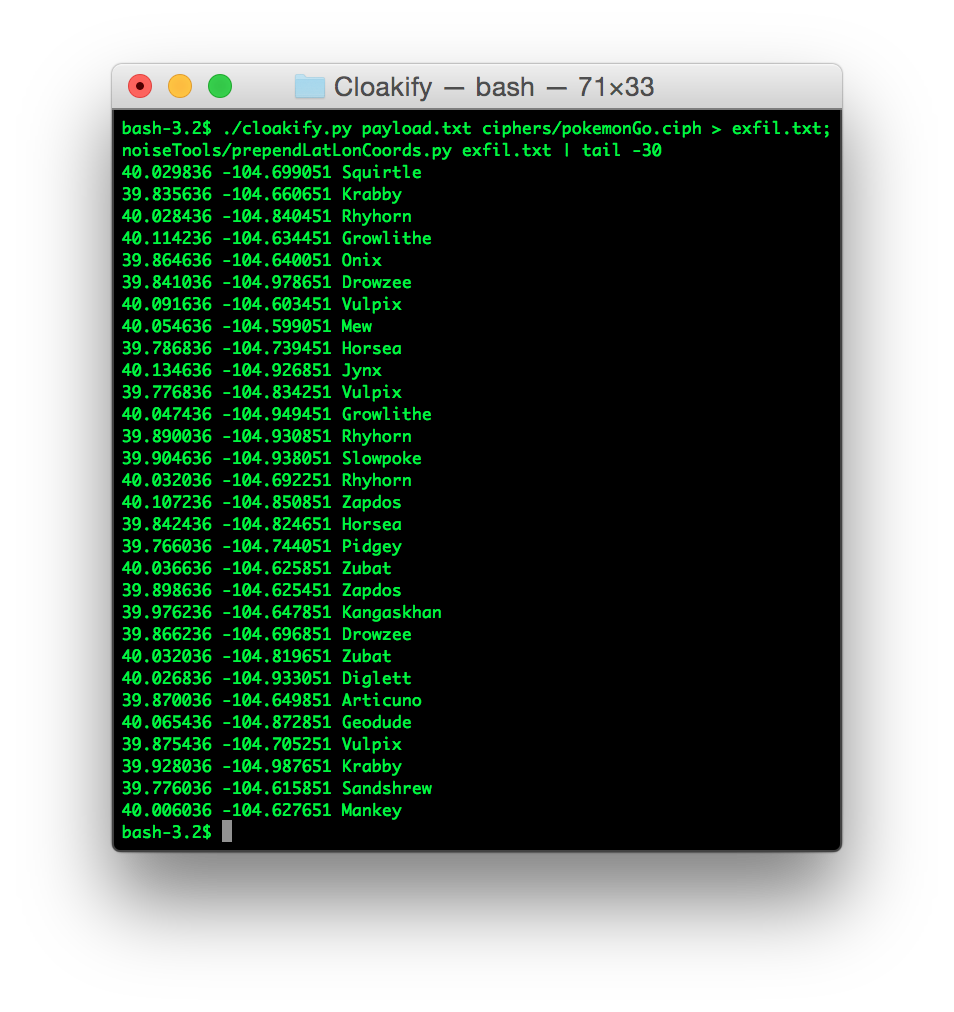 Cloakify — bash — 71×33
bash-3.2$ ./cloakify.py payload.txt ciphers/pokemonGo.ciph > exfil.txt;
noiseTools/prependLatLonCoords.py exfil.txt | tail -30
40.029836 -104.699051 Squirtle
39.835636 -104.660651 Krabby
40.028436 -104.840451 Rhyhorn
40.114236 -104.634451 Growlithe
39.864636 -104.640051 Onix
39.841036 -104.978651 Drowzee
40.091636 -104.603451 Vulpix
40.054636 -104.599051 Mew
39.786836 -104.739451 Horsea
40.134636 -104.926851 Jynx
39.776836 -104.834251 Vulpix
40.047436 -104.949451 Growlithe
39.890036 -104.930851 Rhyhorn
39.904636 -104.938051 Slowpoke
40.032036 -104.692251 Rhyhorn
40.107236 -104.850851 Zapdos
39.842436 -104.824651 Horsea
39.766036 -104.744051 Pidgey
40.036636 -104.625851 Zubat
39.898636 -104.625451 Zapdos
39.976236 -104.647851 Kangaskhan
39.866236 -104.696851 Drowzee
40.032036 -104.819651 Zubat
40.026836 -104.933051 Diglett
39.870036 -104.649851 Articuno
40.065436 -104.872851 Geodude
39.875436 -104.705251 Vulpix
39.928036 -104.987651 Krabby
39.776036 -104.615851 Sandshrew
40.006036 -104.627651 Mankey
bash-3.2$